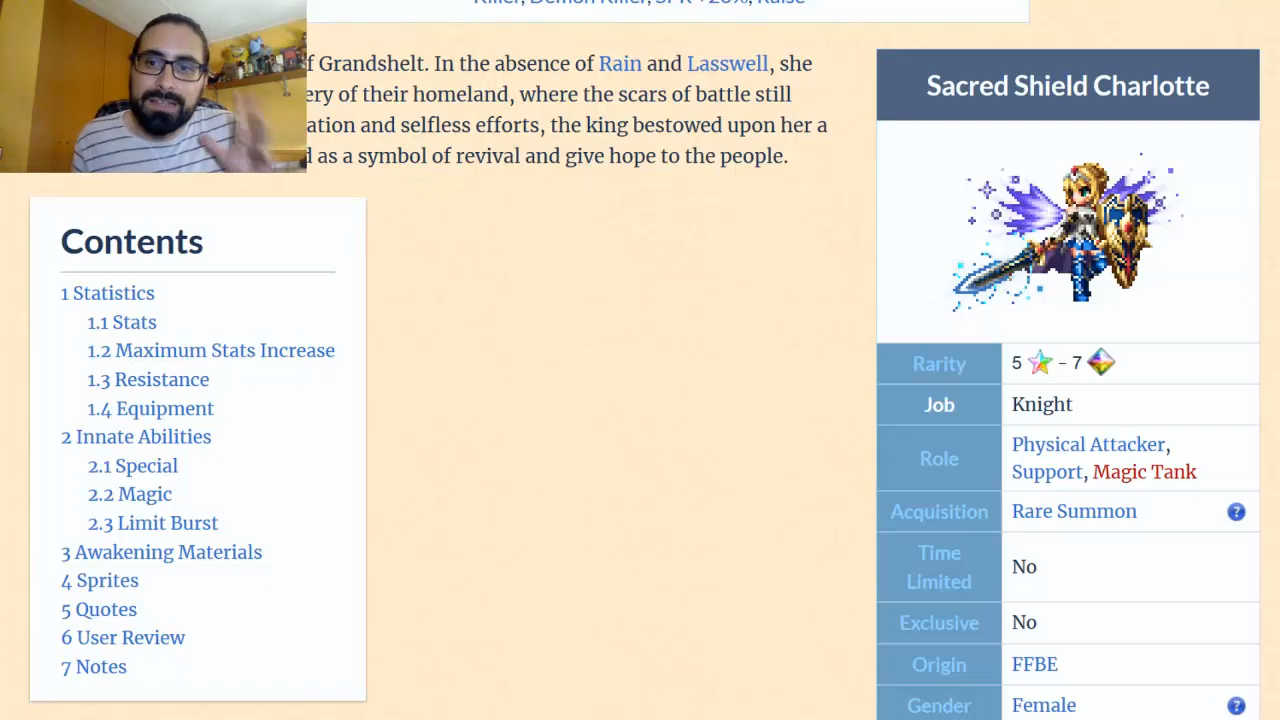 Killer, Demon Killer, SPR +20%, Raise
f Grandshelt. In the absence of Rain and Lasswell, she
ery of their homeland, where the scars of battle still
ation and selfless efforts, the king bestowed upon her a
d as a symbol of revival and give hope to the people.
Contents
1 Statistics
1.1 Stats
1.2 Maximum Stats Increase
1.3 Resistance
1.4 Equipment
2 Innate Abilities
2.1 Special
2.2 Magic
2.3 Limit Burst
3 Awakening Materials
4 Sprites
5 Quotes
6 User Review
7 Notes
Sacred Shield Charlotte
Rarity 5 – 7
Job Knight
Role Physical Attacker,
Support, Magic Tank
Acquisition Rare Summon ?
Time
Limited No
Exclusive No
Origin FFBE
Gender Female ?